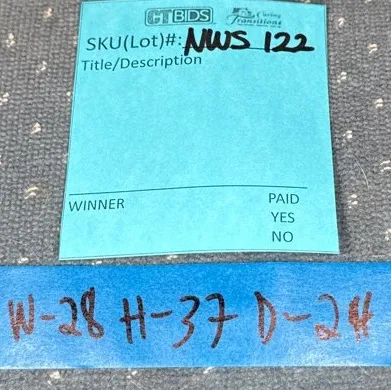 CTBIDS Caring Transitions
SKU(Lot)#: NWS 122
Title/Description
WINNER PAID
YES
NO
W-28 H-37 D-24